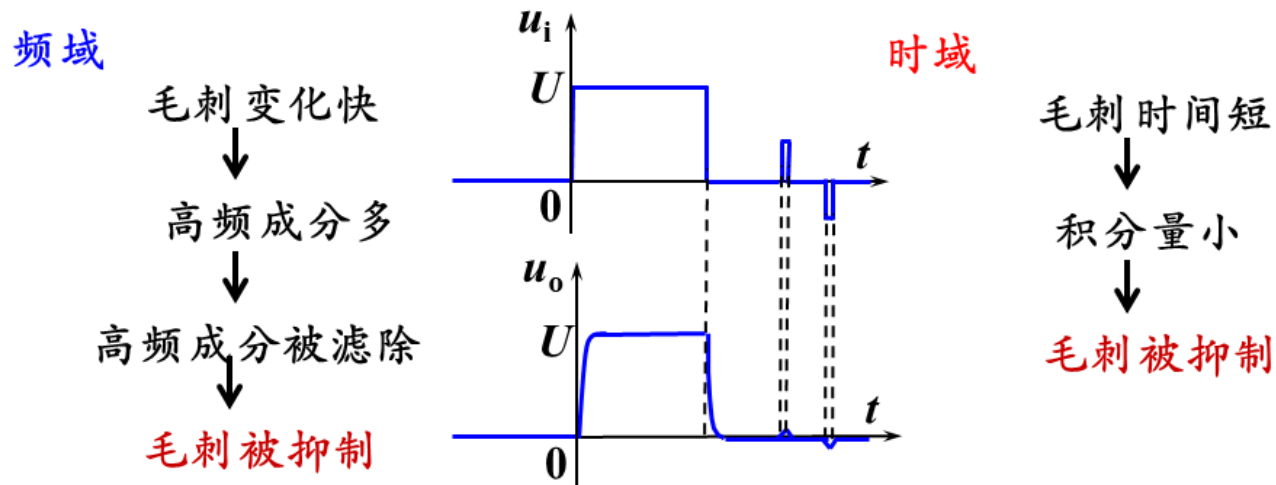 频域
毛刺变化快
高频成分多
高频成分被滤除
毛刺被抑制
uᵢ
U
t
0
uₒ
U
t
0
时域
毛刺时间短
积分量小
毛刺被抑制